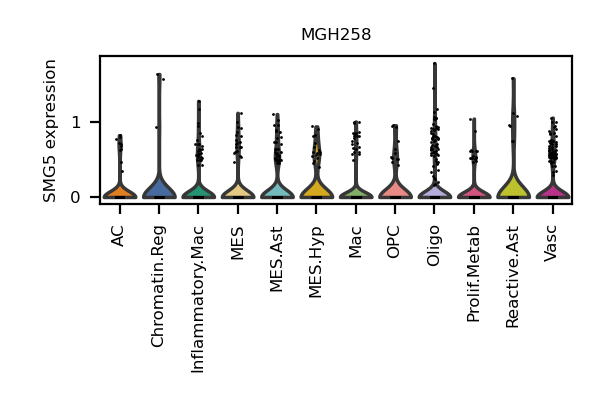 MGH258
SMG5 expression
1
0
AC
Chromatin.Reg
Inflammatory.Mac
MES
MES.Ast
MES.Hyp
Mac
OPC
Oligo
Prolif.Metab
Reactive.Ast
Vasc